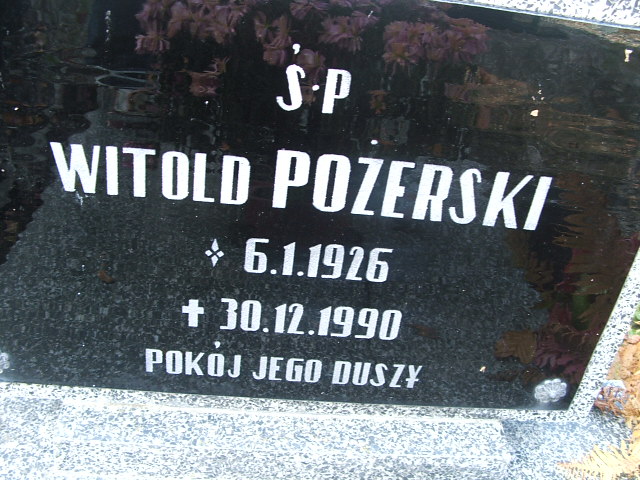 Ś.P
WITOLD POŻERSKI
6.1.1926
✝ 30.12.1990
POKÓJ JEGO DUSZY